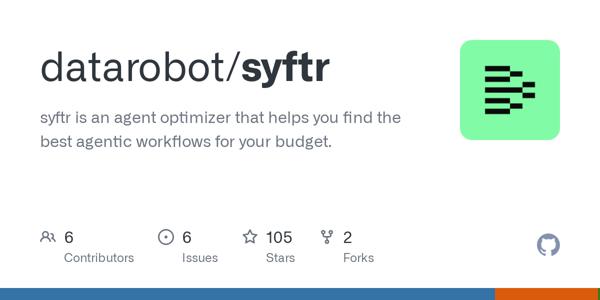 datarobot/syftr
syftr is an agent optimizer that helps you find the
best agentic workflows for your budget.
6
Contributors
6
Issues
105
Stars
2
Forks